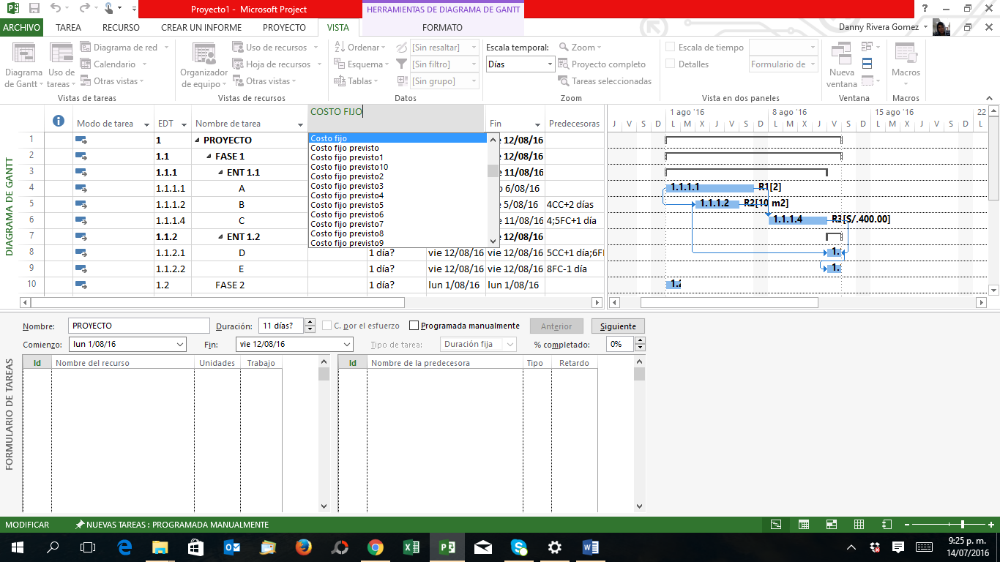 Proyecto1 - Microsoft Project
HERRAMIENTAS DE DIAGRAMA DE GANTT
ARCHIVO TAREA RECURSO CREAR UN INFORME PROYECTO VISTA FORMATO Danny Rivera Gomez
Diagrama de Gantt
Uso de tareas
Diagrama de red
Calendario
Otras vistas
Vistas de tareas
Organizador de equipo
Uso de recursos
Hoja de recursos
Otras vistas
Vistas de recursos
Ordenar
Esquema
Tablas
[Sin resaltar]
[Sin filtro]
[Sin grupo]
Datos
Escala temporal:
Días
Zoom
Proyecto completo
Tareas seleccionadas
Zoom
Escala de tiempo
Detalles
Formulario de
Vista en dos paneles
Nueva ventana
Ventana
Macros
Macros
DIAGRAMA DE GANTT
Modo de tarea EDT Nombre de tarea COSTO FIJO Fin Predecesoras
1 1 PROYECTO 12/08/16
2 1.1 FASE 1 12/08/16
3 1.1.1 ENT 1.1 11/08/16
4 1.1.1.1 A 6/08/16
5 1.1.1.2 B 5/08/16 4CC+2 días
6 1.1.1.4 C 11/08/16 4;5FC+1 día
7 1.1.2 ENT 1.2 12/08/16
8 1.1.2.1 D 1 día? vie 12/08/16 vie 12/08/16 5CC+1 día;6F
9 1.1.2.2 E 1 día? vie 12/08/16 vie 12/08/16 8FC-1 día
10 1.2 FASE 2 1 día? lun 1/08/16 lun 1/08/16
Costo fijo
Costo fijo previsto
Costo fijo previsto1
Costo fijo previsto10
Costo fijo previsto2
Costo fijo previsto3
Costo fijo previsto4
Costo fijo previsto5
Costo fijo previsto6
Costo fijo previsto7
Costo fijo previsto8
Costo fijo previsto9
1 ago '16 8 ago '16 15 ago '16 22
J V S D L M X J V S D L M X J V S D L M X J V S D L
1.1.1.1 R1[2]
1.1.1.2 R2[10 m2]
1.1.1.4 R3[S/.400.00]
1.
1.
1.2
FORMULARIO DE TAREAS
Nombre: PROYECTO Duración: 11 días? C. por el esfuerzo Programada manualmente Anterior Siguiente
Comienzo: lun 1/08/16 Fin: vie 12/08/16 Tipo de tarea: Duración fija % completado: 0%
Id Nombre del recurso Unidades Trabajo
Id Nombre de la predecesora Tipo Retardo
MODIFICAR NUEVAS TAREAS : PROGRAMADA MANUALMENTE
9:25 p. m.
14/07/2016